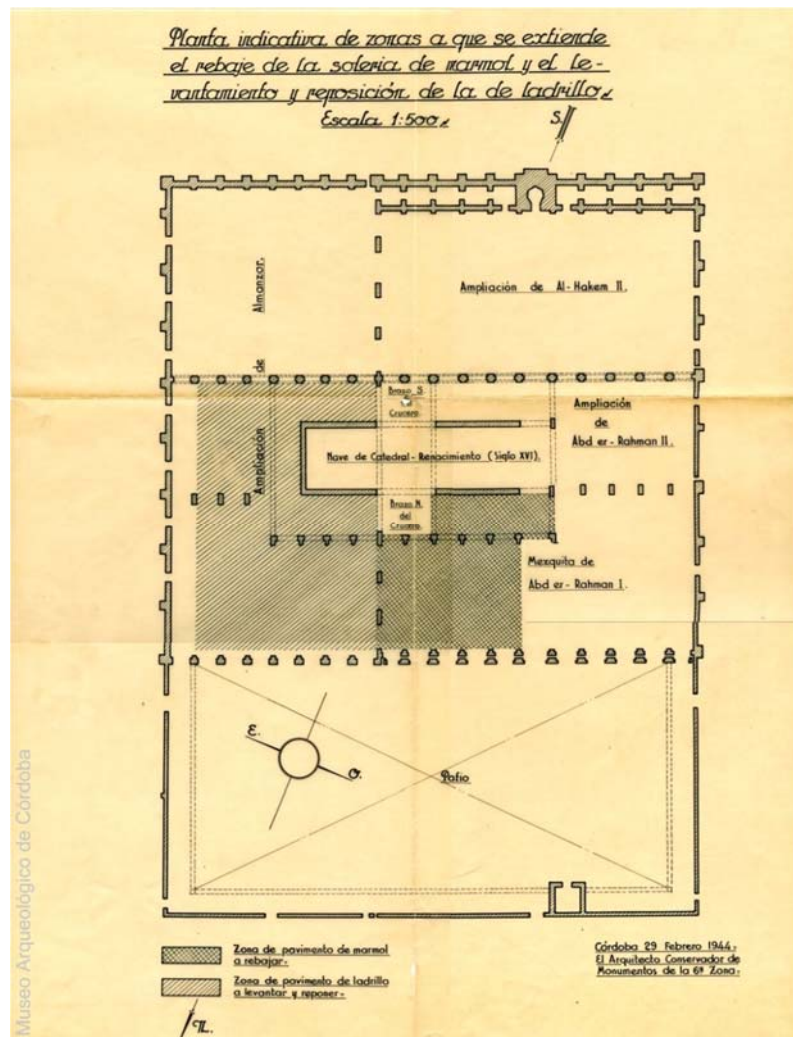 Planta indicativa de zonas a que se extiende
el rebaje de la soleria de marmol y el le-
vantamiento y reposición de la de ladrillo
Escala 1:500
S.
Ampliación de Almanzor.
Ampliación de Al-Hakem II.
Brazo S.
Crucero.
Ampliación
de
Abd er-Rahman II.
Nave de Catedral-Renacimiento (Siglo XVI).
Brazo N.
del
Crucero.
Mezquita de
Abd er-Rahman I.
E.
O.
Patio
Zona de pavimento de marmol
a rebajar.-
Zona de pavimento de ladrillo
a levantar y reponer.-
N.
Córdoba 29 Febrero 1944.-
El Arquitecto Conservador de
Monumentos de la 6ª Zona.-
Museo Arqueológico de Córdoba